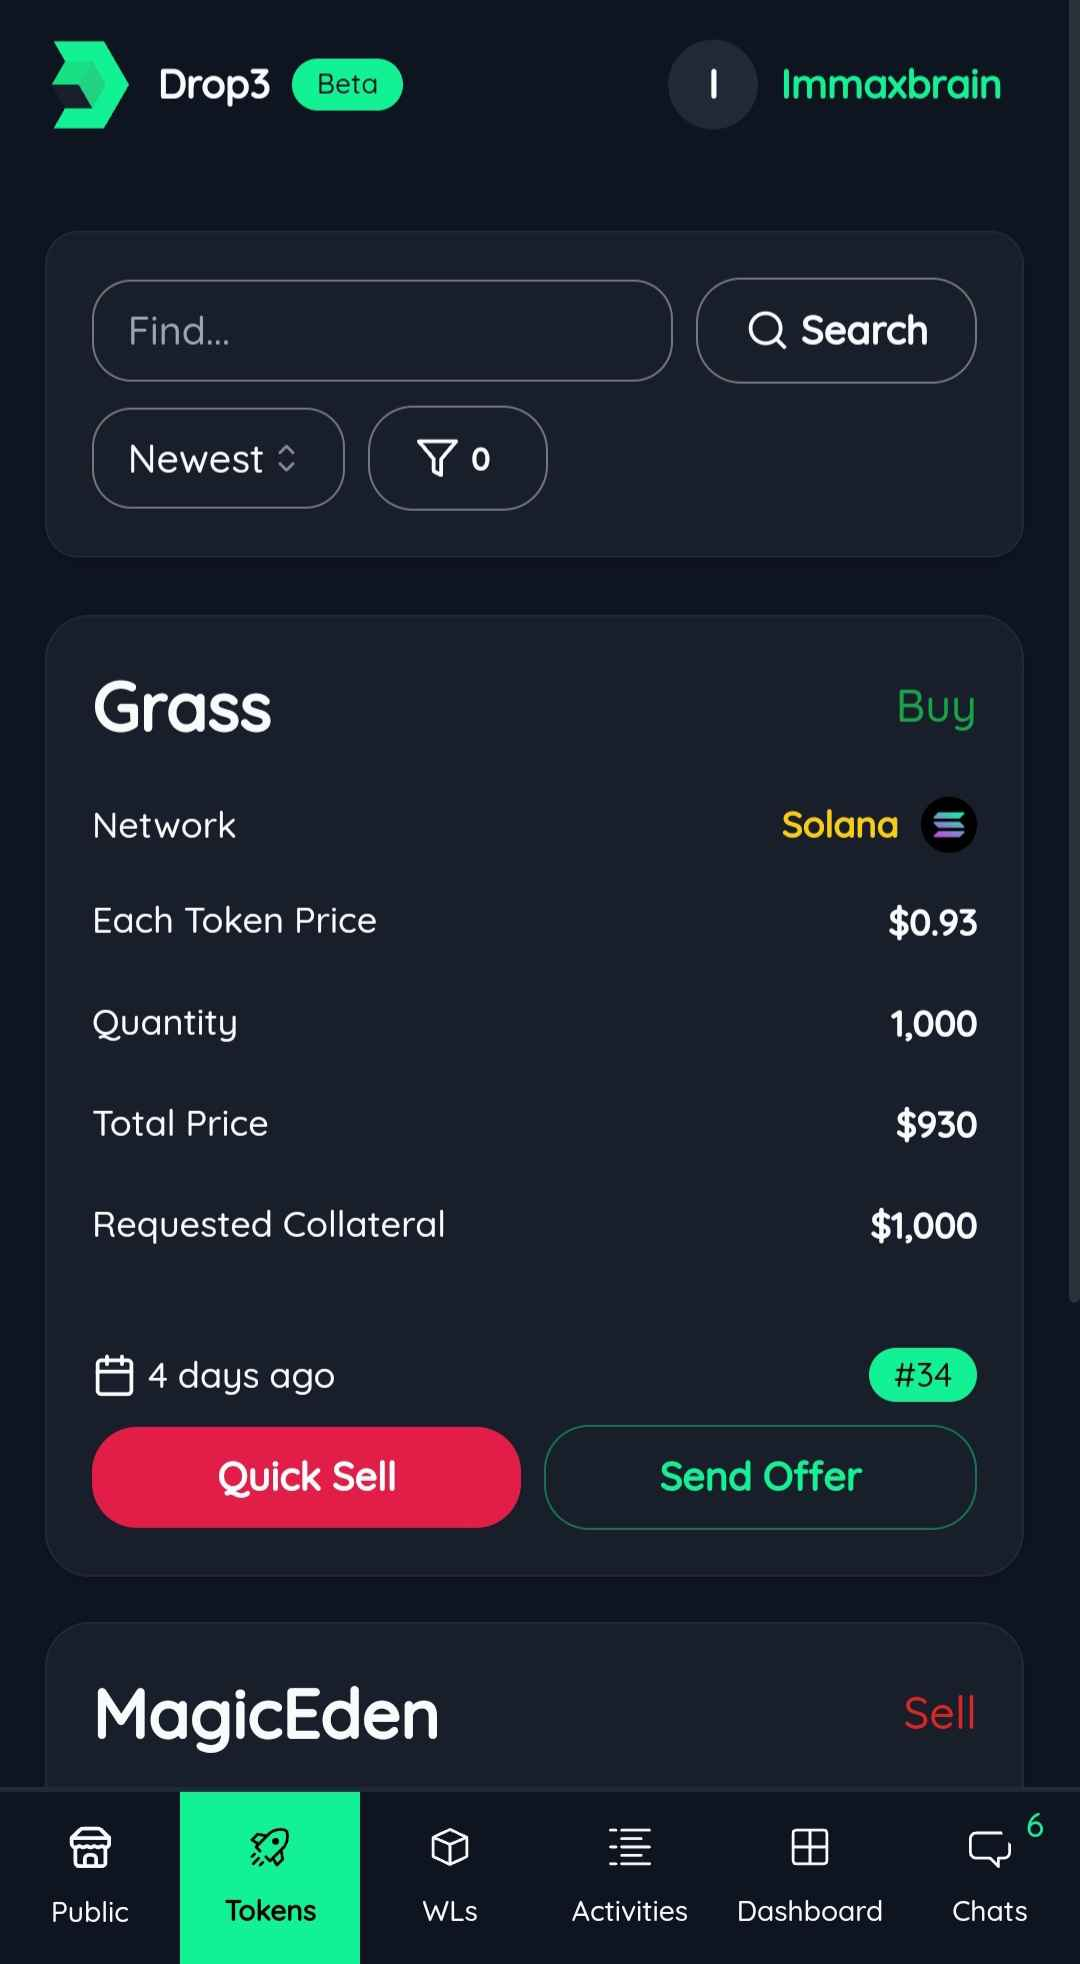 Drop3 Beta I Immaxbrain
Find... Search
Newest 0
Grass Buy
Network Solana
Each Token Price $0.93
Quantity 1,000
Total Price $930
Requested Collateral $1,000
4 days ago #34
Quick Sell Send Offer
MagicEden Sell
6
Public Tokens WLs Activities Dashboard Chats